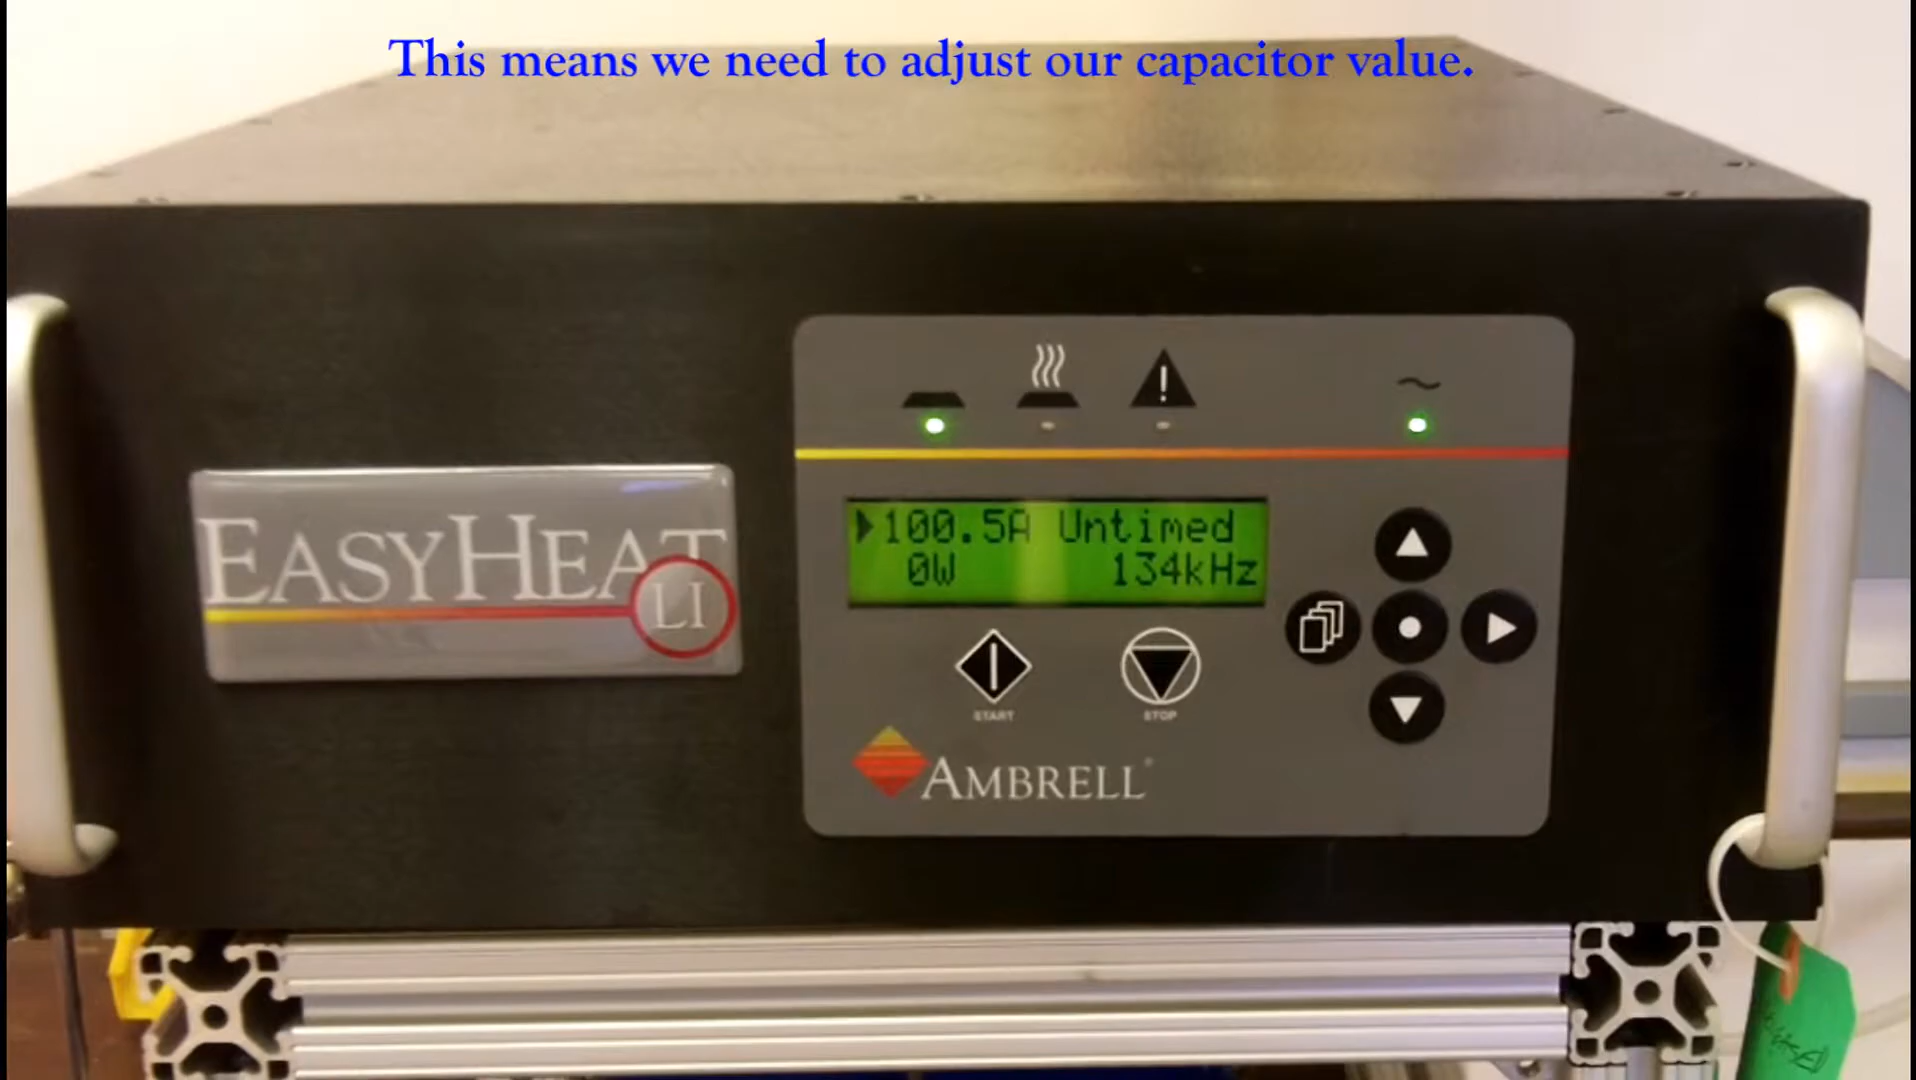 This means we need to adjust our capacitor value.
EASYHEAT
LI
100.5A Untimed
0W 134kHz
START STOP
AMBRELL